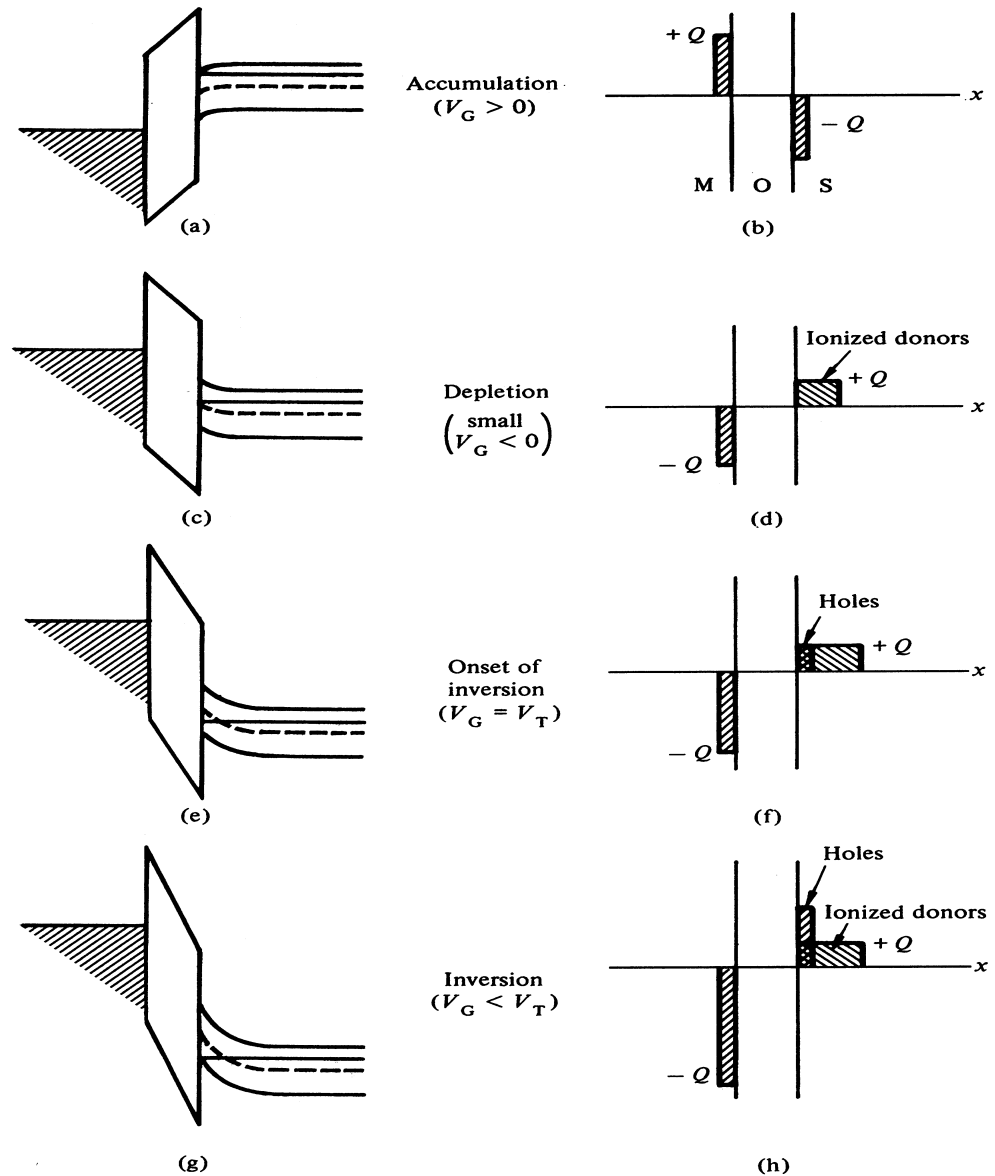 Accumulation
(V_G > 0)
+ Q
x
− Q
M O S
(a)
(b)
Depletion
(small
V_G < 0)
Ionized donors
+ Q
x
− Q
(c)
(d)
Onset of
inversion
(V_G = V_T)
Holes
+ Q
x
− Q
(e)
(f)
Inversion
(V_G < V_T)
Holes
Ionized donors
+ Q
x
− Q
(g)
(h)